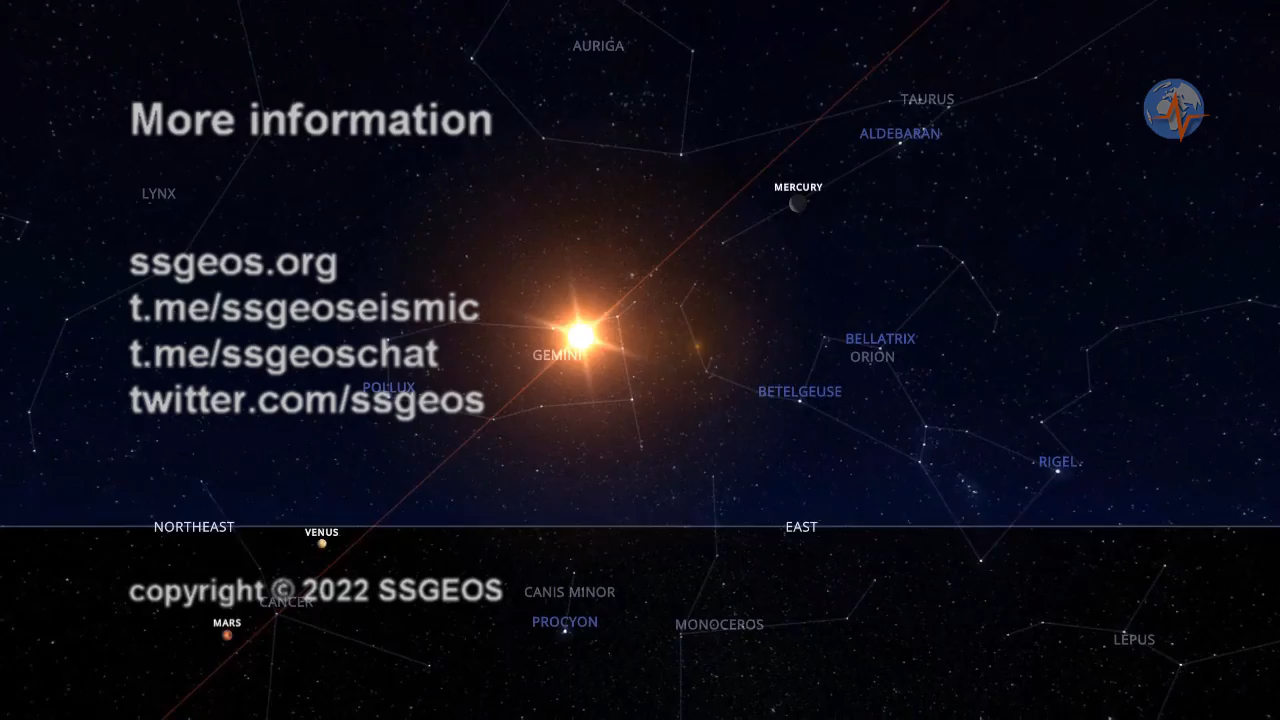 AURIGA
TAURUS
More information
ALDEBARAN
MERCURY
LYNX
ssgeos.org
t.me/ssgeoseismic
BELLATRIX
t.me/ssgeoschat
GEMINI
ORION
POLLUX
BETELGEUSE
twitter.com/ssgeos
RIGEL
NORTHEAST
EAST
VENUS
copyright © 2022 SSGEOS
CANIS MINOR
CANCER
MARS
PROCYON
MONOCEROS
LEPUS